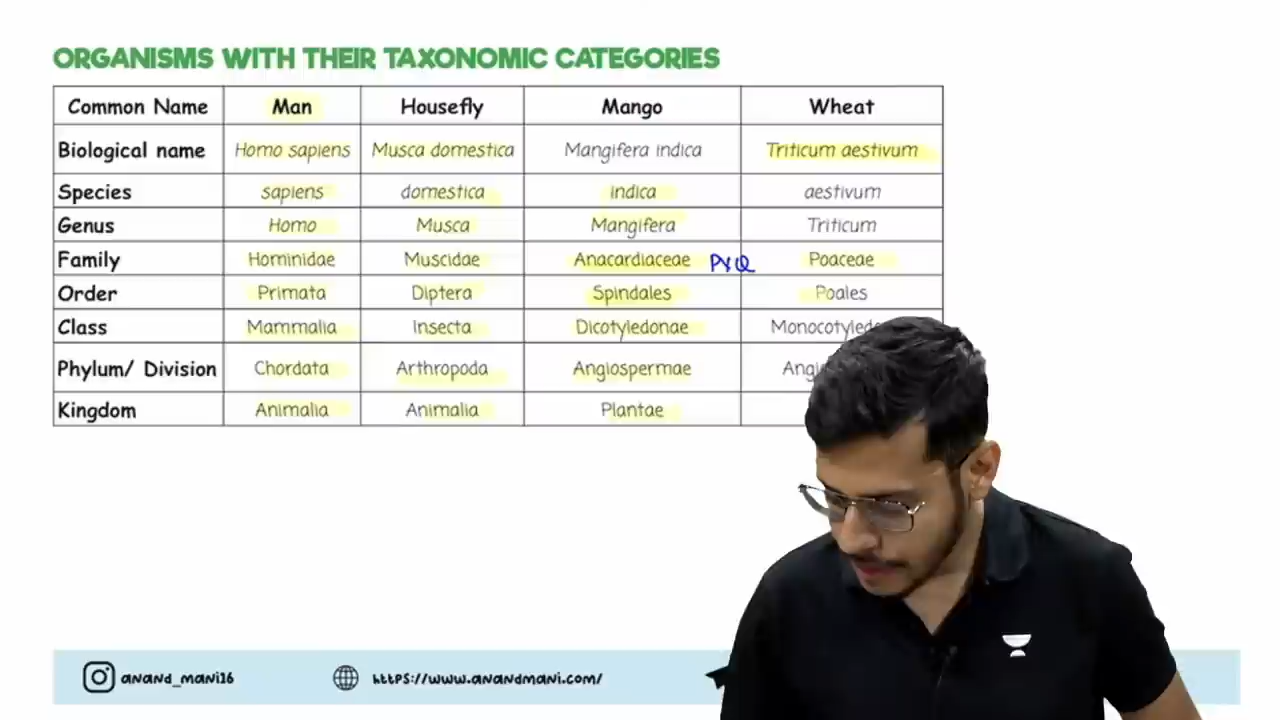 ORGANISMS WITH THEIR TAXONOMIC CATEGORIES
Common Name Man Housefly Mango Wheat
Biological name Homo sapiens Musca domestica Mangifera indica Triticum aestivum
Species sapiens domestica indica aestivum
Genus Homo Musca Mangifera Triticum
Family Hominidae Muscidae Anacardiaceae PYQ Poaceae
Order Primata Diptera Spindales Poales
Class Mammalia Insecta Dicotyledonae
Phylum/ Division Chordata Arthropoda Angiospermae
Kingdom Animalia Animalia Plantae
anand_mani26 https://www.anandmani.com/